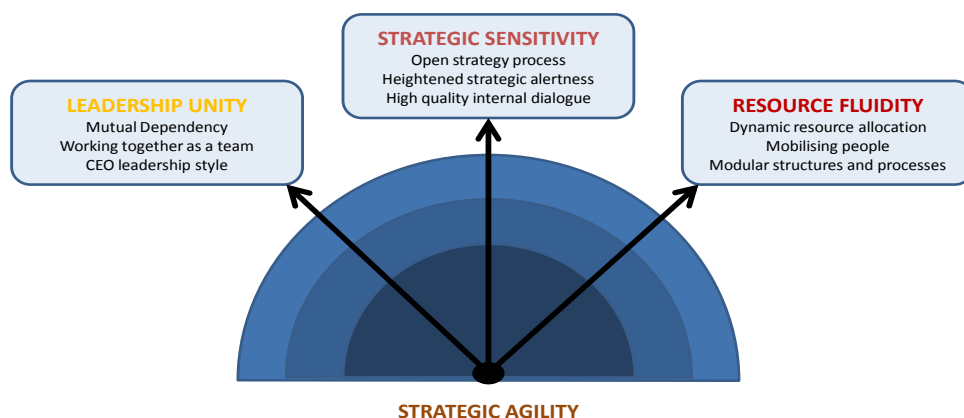 STRATEGIC SENSITIVITY
Open strategy process
Heightened strategic alertness
High quality internal dialogue
LEADERSHIP UNITY
Mutual Dependency
Working together as a team
CEO leadership style
RESOURCE FLUIDITY
Dynamic resource allocation
Mobilising people
Modular structures and processes
STRATEGIC AGILITY